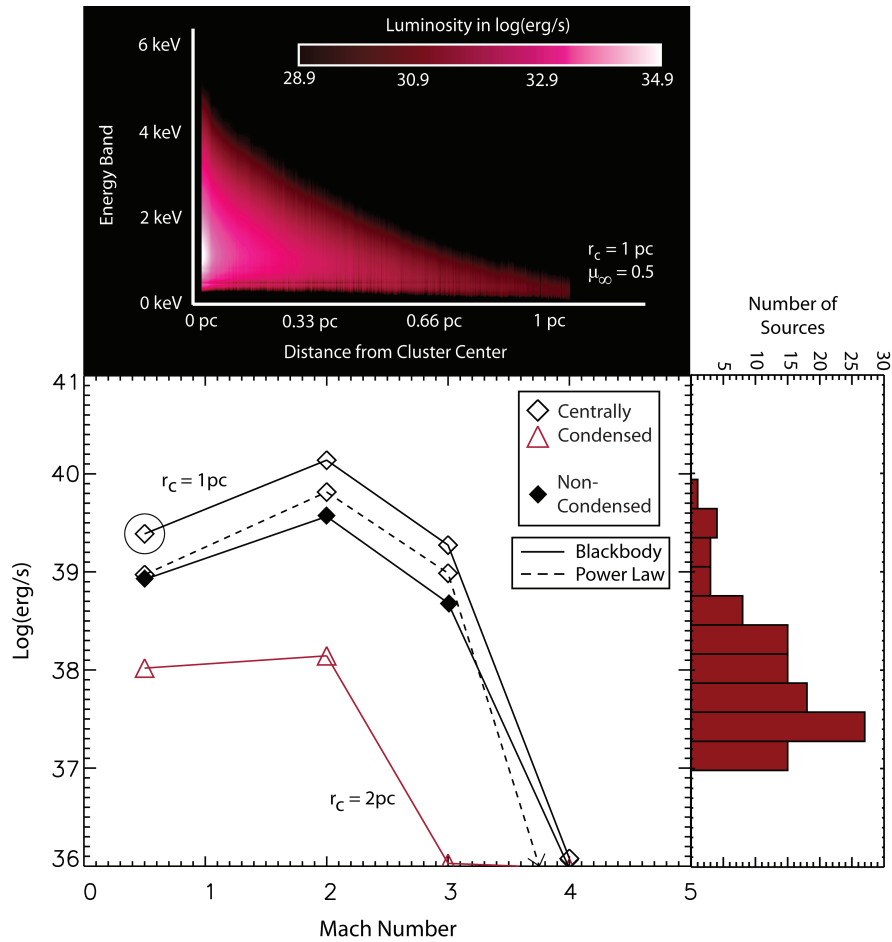 Luminosity in log(erg/s)
28.9 30.9 32.9 34.9
6 keV
4 keV
2 keV
0 keV
Energy Band
r_c = 1 pc
μ_∞ = 0.5
0 pc 0.33 pc 0.66 pc 1 pc
Distance from Cluster Center
Number of
Sources
5 10 15 20 25 30
41
40
39
38
37
36
Log(erg/s)
r_c = 1pc
Centrally
Condensed
Non-
Condensed
Blackbody
Power Law
r_c = 2pc
0 1 2 3 4 5
Mach Number